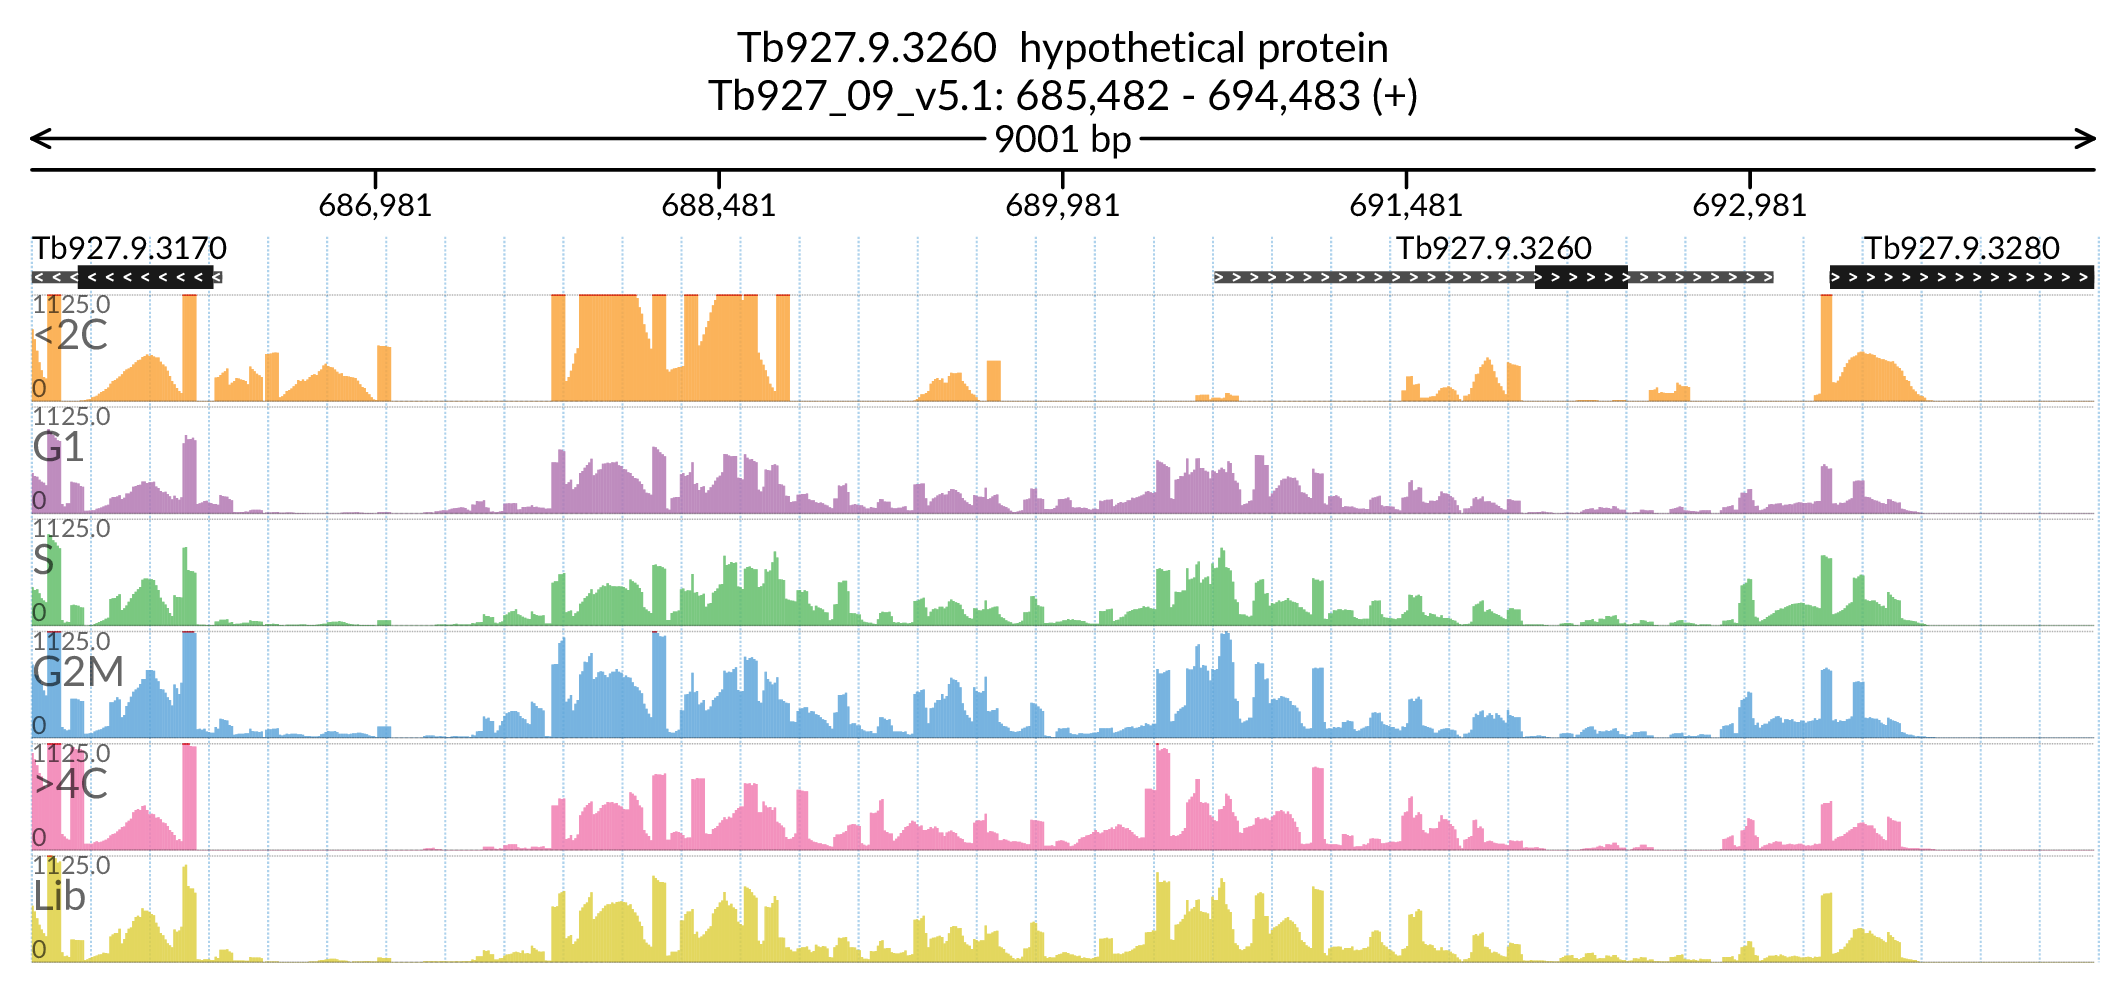 Tb927.9.3260  hypothetical protein
Tb927_09_v5.1: 685,482 - 694,483 (+)
9001 bp
686,981 688,481 689,981 691,481 692,981
Tb927.9.3170 Tb927.9.3260 Tb927.9.3280
1125.0
<2C
0
1125.0
G1
0
1125.0
S
0
1125.0
G2M
0
1125.0
>4C
0
1125.0
Lib
0